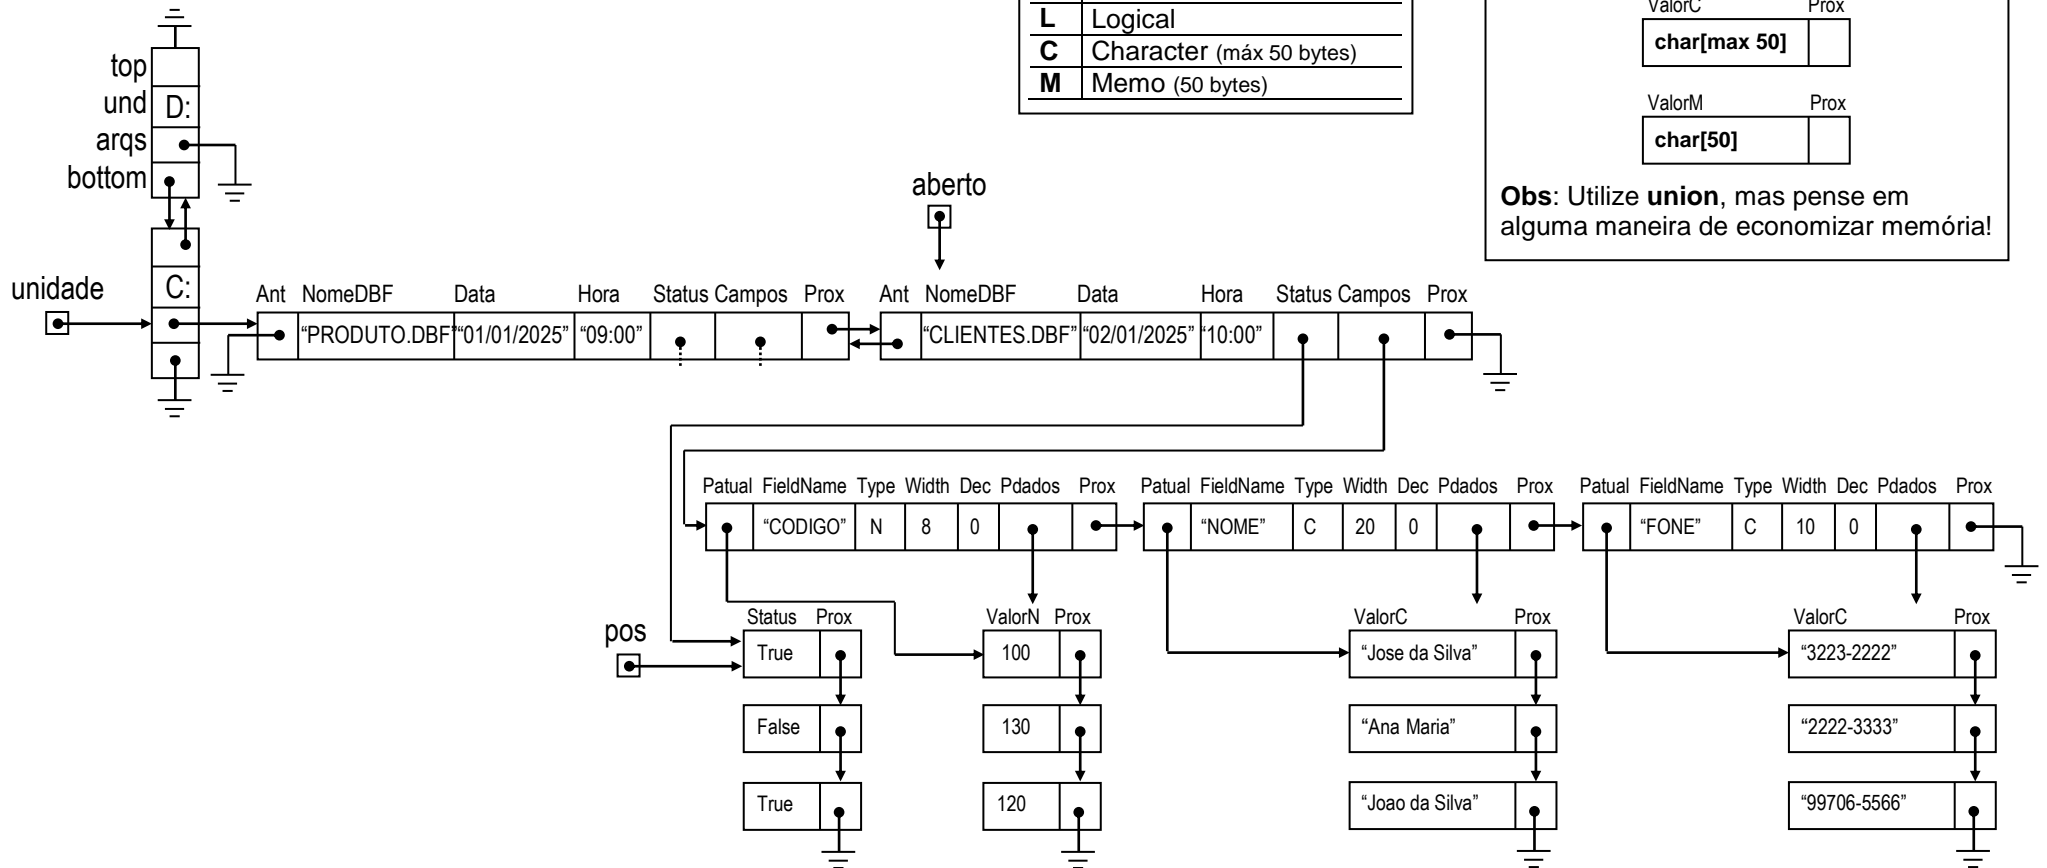 L Logical
C Character (máx 50 bytes)
M Memo (50 bytes)
ValorC Prox
char[max 50]
ValorM Prox
char[50]
Obs: Utilize union, mas pense em
alguma maneira de economizar memória!
top
und D:
arqs
bottom
aberto
unidade
C:
Ant NomeDBF Data Hora Status Campos Prox
“PRODUTO.DBF” “01/01/2025” “09:00”
Ant NomeDBF Data Hora Status Campos Prox
“CLIENTES.DBF” “02/01/2025” “10:00”
Patual FieldName Type Width Dec Pdados Prox
“CODIGO” N 8 0
Patual FieldName Type Width Dec Pdados Prox
“NOME” C 20 0
Patual FieldName Type Width Dec Pdados Prox
“FONE” C 10 0
pos
Status Prox
True
False
True
ValorN Prox
100
130
120
ValorC Prox
“Jose da Silva”
“Ana Maria”
“Joao da Silva”
ValorC Prox
“3223-2222”
“2222-3333”
“99706-5566”